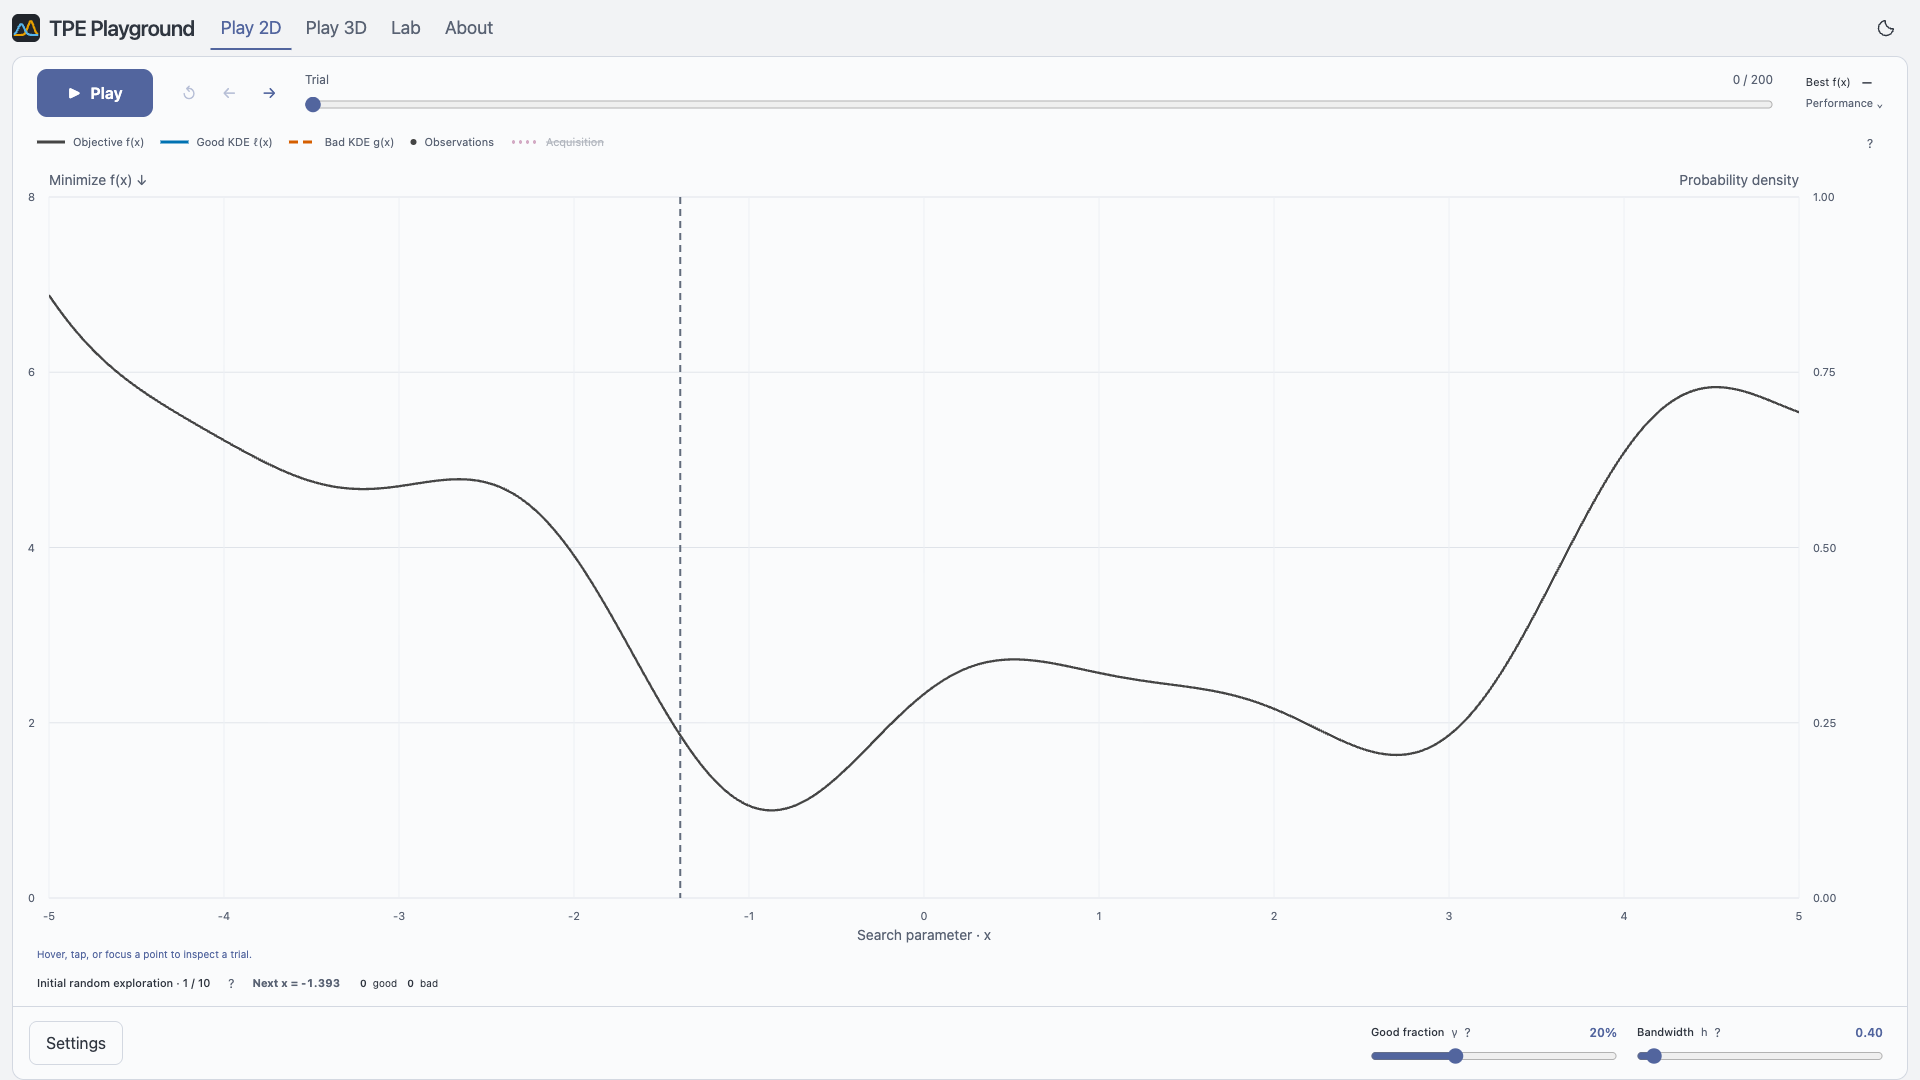 TPE Playground Play 2D Play 3D Lab About
Play
Trial 0 / 200 Best f(x) —
Performance
Objective f(x) Good KDE ℓ(x) Bad KDE g(x) Observations Acquisition ?
Minimize f(x) ↓ Probability density
8 1.00
6 0.75
4 0.50
2 0.25
0 0.00
-5 -4 -3 -2 -1 0 1 2 3 4 5
Search parameter · x
Hover, tap, or focus a point to inspect a trial.
Initial random exploration · 1 / 10 ? Next x = -1.393 0 good 0 bad
Settings
Good fraction γ ? 20% Bandwidth h ? 0.40